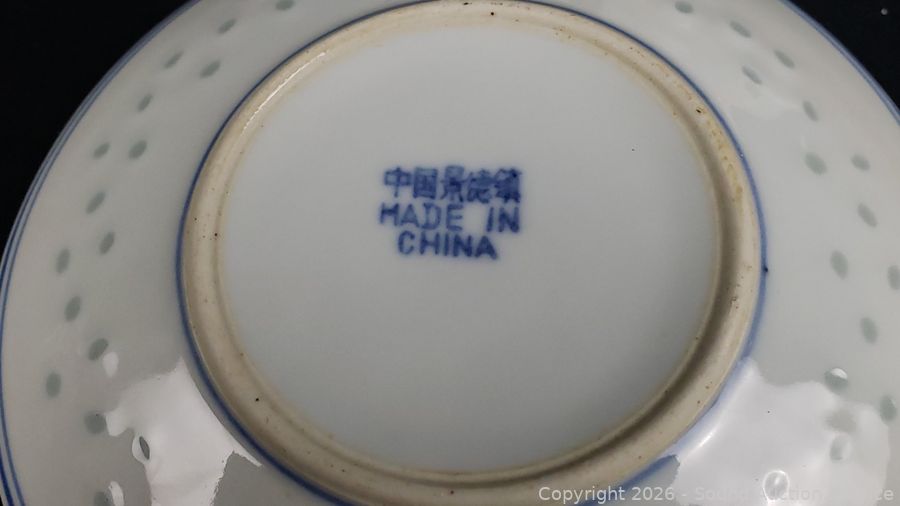 中国景德镇
MADE IN
CHINA
Copyright 2026 - Sound Auction Service